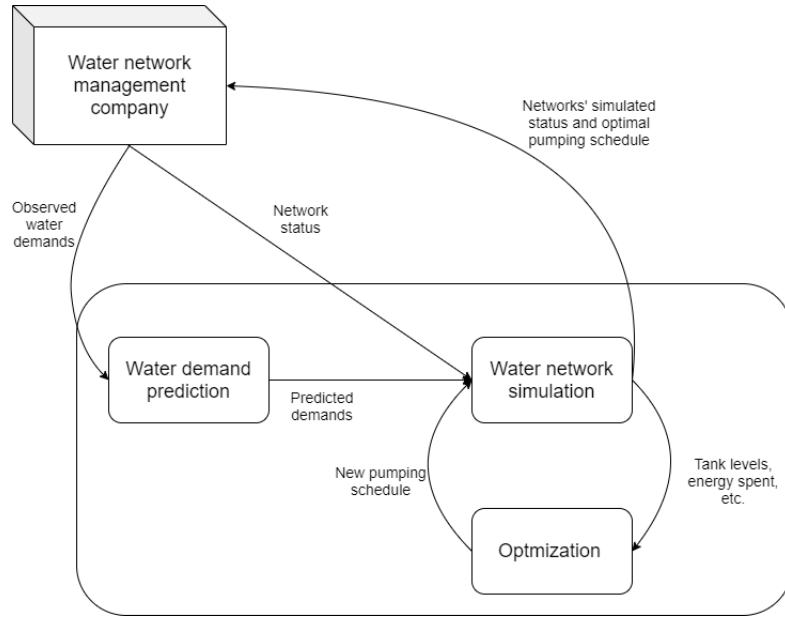 Water network
management
company
Networks' simulated
status and optimal
pumping schedule
Observed
water
demands
Network
status
Water demand
prediction
Predicted
demands
Water network
simulation
New pumping
schedule
Tank levels,
energy spent,
etc.
Optmization